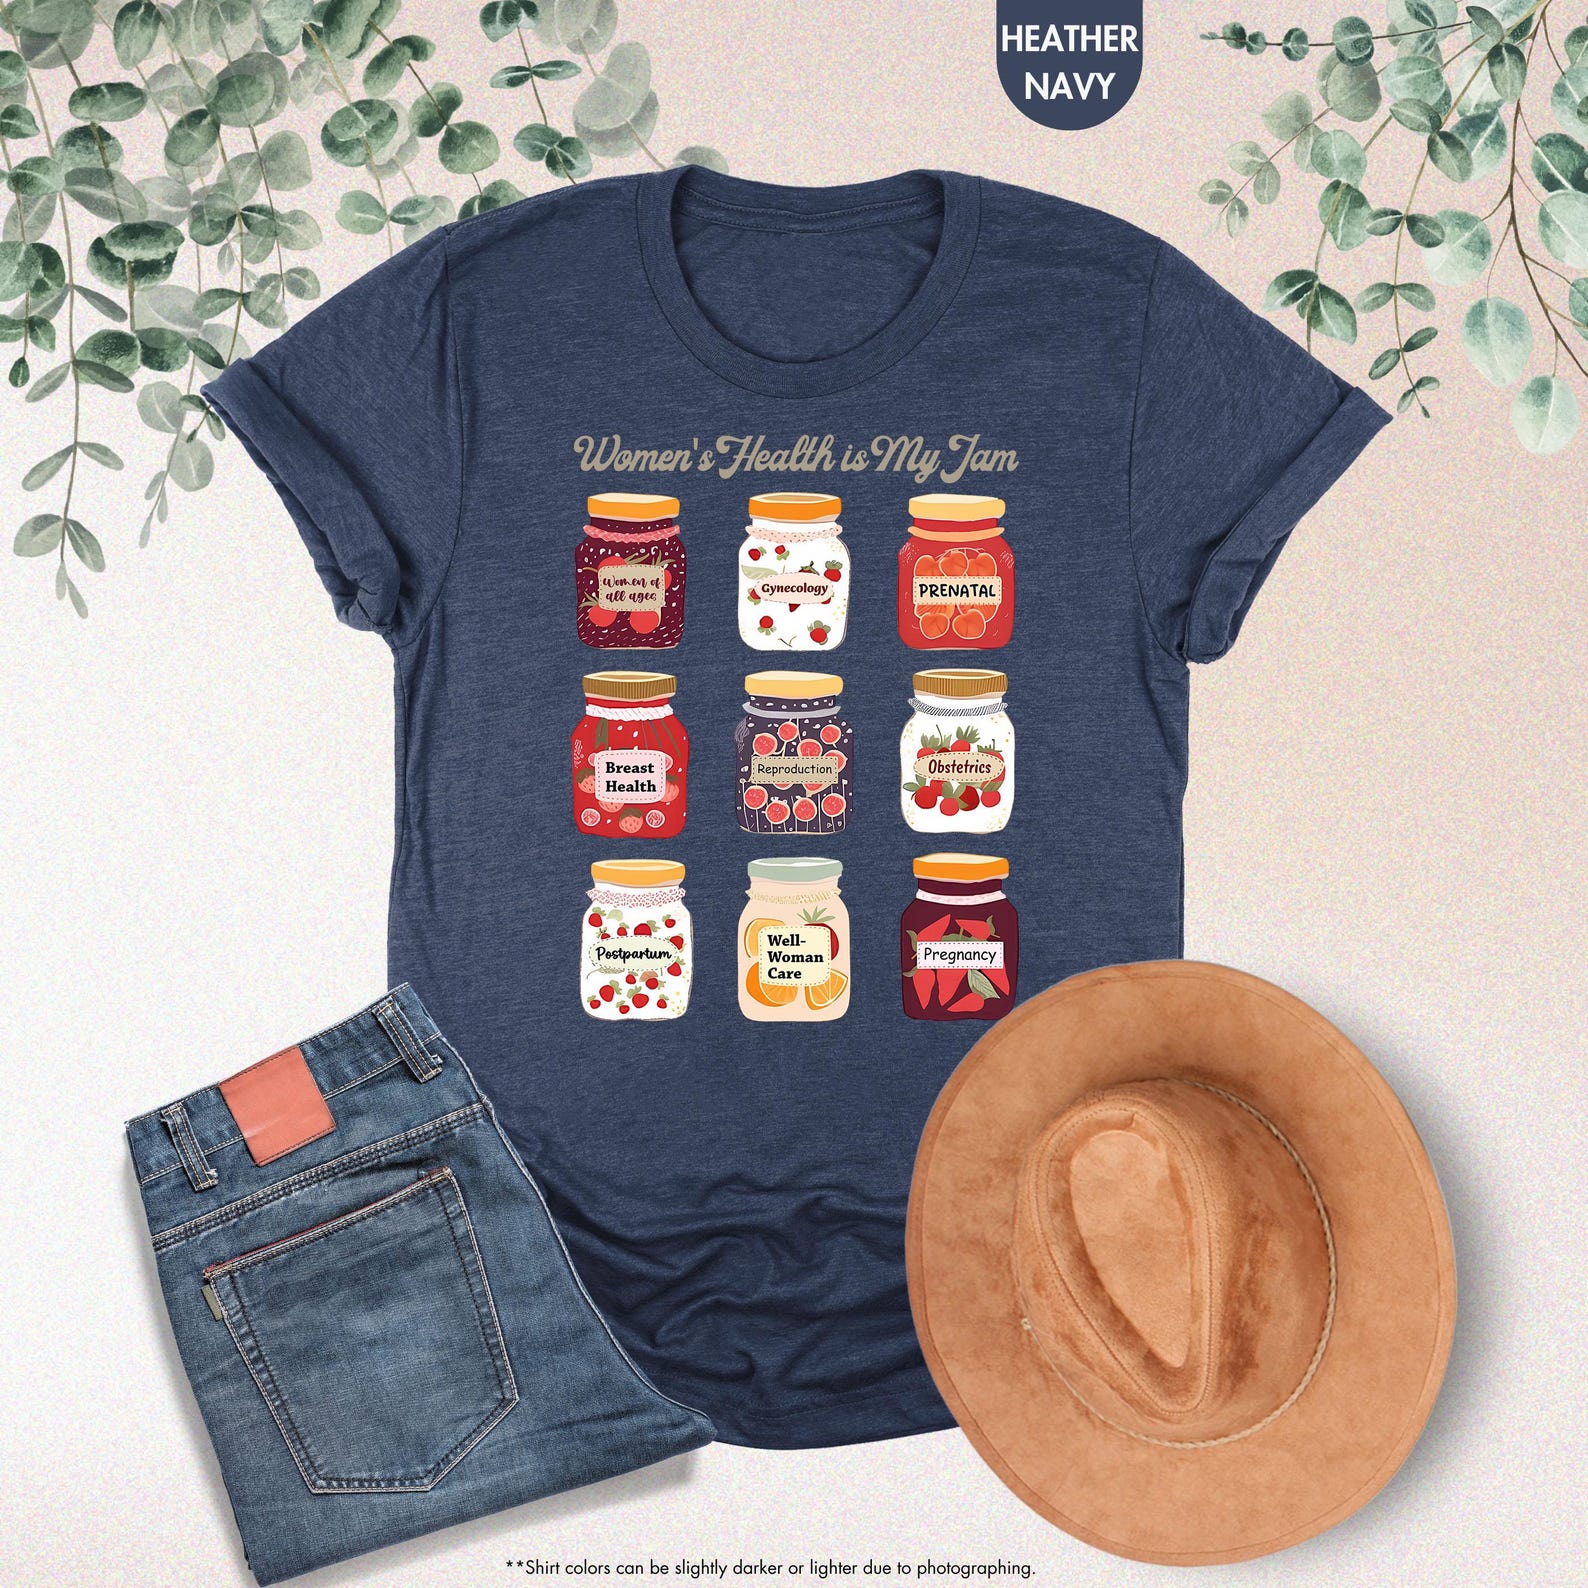 HEATHER
NAVY
Women's Health is My Jam
Women of
all ages
Gynecology
PRENATAL
Breast
Health
Reproduction
Obstetrics
Postpartum
Well-
Woman
Care
Pregnancy
**Shirt colors can be slightly darker or lighter due to photographing.